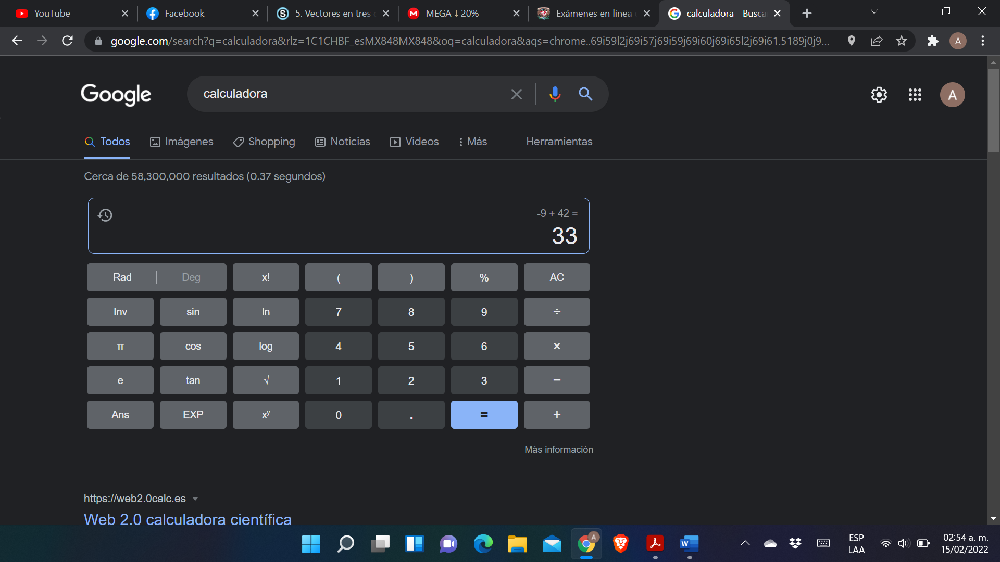 YouTube
Facebook
5. Vectores en tres
MEGA ↓ 20%
Exámenes en línea
calculadora - Busca
google.com/search?q=calculadora&rlz=1C1CHBF_esMX848MX848&oq=calculadora&aqs=chrome..69i59l2j69i57j69i59j69i60j69i65l2j69i61.5189j0j9...
A
Google
calculadora
A
Todos
Imágenes
Shopping
Noticias
Videos
Más
Herramientas
Cerca de 58,300,000 resultados (0.37 segundos)
-9 + 42 =
33
Rad | Deg x! ( ) % AC
Inv sin ln 7 8 9 ÷
π cos log 4 5 6 ×
e tan √ 1 2 3 −
Ans EXP xʸ 0 . = +
Más información
https://web2.0calc.es
Web 2.0 calculadora científica
ESP
LAA
02:54 a. m.
15/02/2022